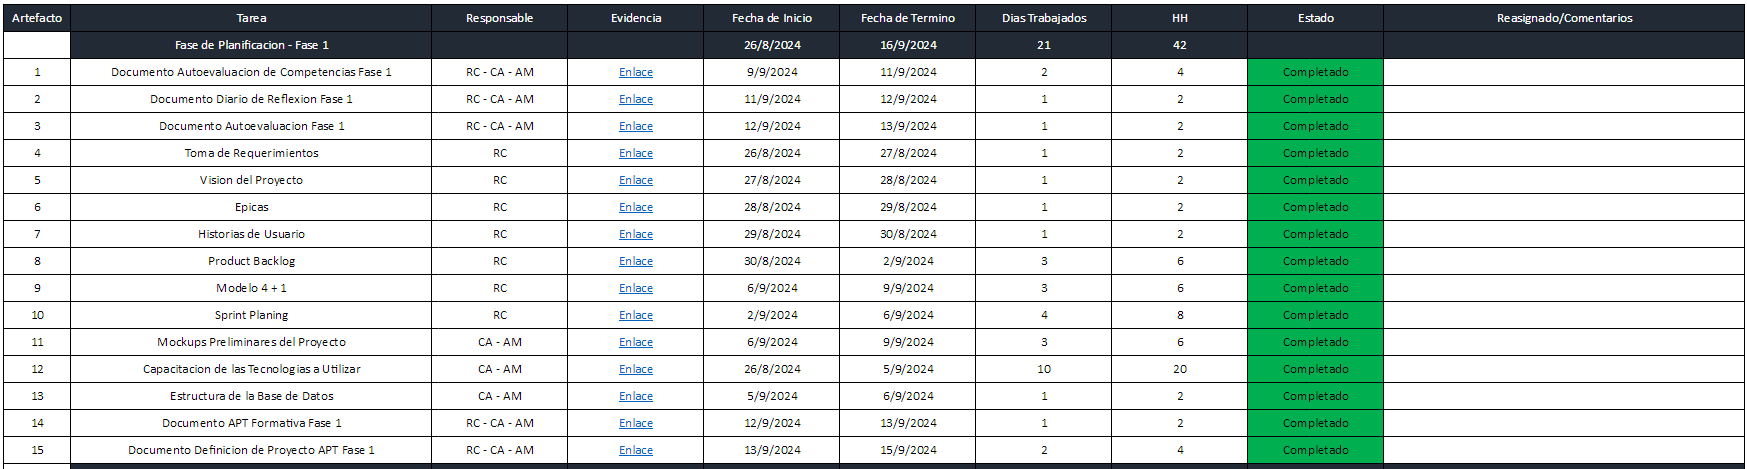 Artefacto Tarea Responsable Evidencia Fecha de Inicio Fecha de Termino Dias Trabajados HH Estado Reasignado/Comentarios
Fase de Planificacion - Fase 1 26/8/2024 16/9/2024 21 42
1 Documento Autoevaluacion de Competencias Fase 1 RC - CA - AM Enlace 9/9/2024 11/9/2024 2 4 Completado
2 Documento Diario de Reflexion Fase 1 RC - CA - AM Enlace 11/9/2024 12/9/2024 1 2 Completado
3 Documento Autoevaluacion Fase 1 RC - CA - AM Enlace 12/9/2024 13/9/2024 1 2 Completado
4 Toma de Requerimientos RC Enlace 26/8/2024 27/8/2024 1 2 Completado
5 Vision del Proyecto RC Enlace 27/8/2024 28/8/2024 1 2 Completado
6 Epicas RC Enlace 28/8/2024 29/8/2024 1 2 Completado
7 Historias de Usuario RC Enlace 29/8/2024 30/8/2024 1 2 Completado
8 Product Backlog RC Enlace 30/8/2024 2/9/2024 3 6 Completado
9 Modelo 4 + 1 RC Enlace 6/9/2024 9/9/2024 3 6 Completado
10 Sprint Planing RC Enlace 2/9/2024 6/9/2024 4 8 Completado
11 Mockups Preliminares del Proyecto CA - AM Enlace 6/9/2024 9/9/2024 3 6 Completado
12 Capacitacion de las Tecnologias a Utilizar CA - AM Enlace 26/8/2024 5/9/2024 10 20 Completado
13 Estructura de la Base de Datos CA - AM Enlace 5/9/2024 6/9/2024 1 2 Completado
14 Documento APT Formativa Fase 1 RC - CA - AM Enlace 12/9/2024 13/9/2024 1 2 Completado
15 Documento Definicion de Proyecto APT Fase 1 RC - CA - AM Enlace 13/9/2024 15/9/2024 2 4 Completado